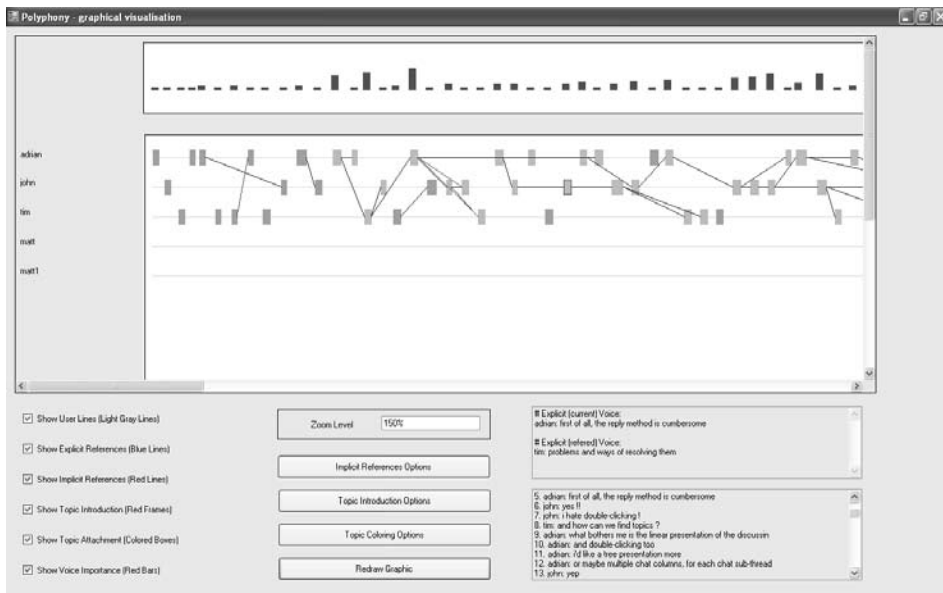 Polyphony - graphical visualisation
adrian
john
tim
matt
matt1
Show User Lines (Light Gray Lines)
Show Explicit References (Blue Lines)
Show Implicit References (Red Lines)
Show Topic Introduction (Red Frames)
Show Topic Attachment (Colored Boxes)
Show Voice Importance (Red Bars)
Zoom Level 150%
Implicit References Options
Topic Introduction Options
Topic Coloring Options
Redraw Graphic
# Explicit (current) Voice:
adrian: first of all, the reply method is cumbersome
# Explicit (refered) Voice:
tim: problems and ways of resolving them
5. adrian: first of all, the reply method is cumbersome
6. john: yes !!
7. john: i hate double-clicking !
8. tim: and how can we find topics ?
9. adrian: what bothers me is the linear presentation of the discussin
10. adrian: and double-clicking too
11. adrian: i'd like a tree presentation more
12. adrian: or maybe multiple chat columns, for each chat sub-thread
13. john: yep